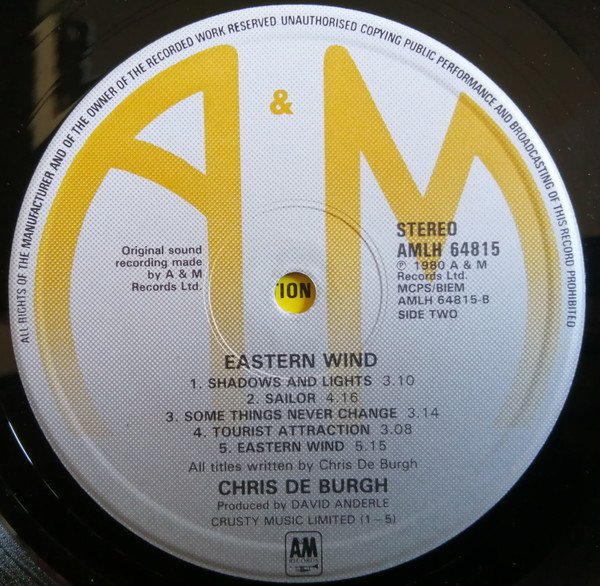 ALL RIGHTS OF THE MANUFACTURER AND OF THE OWNER OF THE RECORDED WORK RESERVED UNAUTHORISED COPYING PUBLIC PERFORMANCE AND BROADCASTING OF THIS RECORD PROHIBITED
A & M
STEREO
AMLH 64815
℗ 1980 A & M
Records Ltd.
MCPS/BIEM
AMLH 64815-B
SIDE TWO
Original sound
recording made
by A & M
Records Ltd.
ION
EASTERN WIND
1. SHADOWS AND LIGHTS 3.10
2. SAILOR 4.16
3. SOME THINGS NEVER CHANGE 3.14
4. TOURIST ATTRACTION 3.08
5. EASTERN WIND 5.15
All titles written by Chris De Burgh
CHRIS DE BURGH
Produced by DAVID ANDERLE
CRUSTY MUSIC LIMITED (1–5)
AM
RECORDS